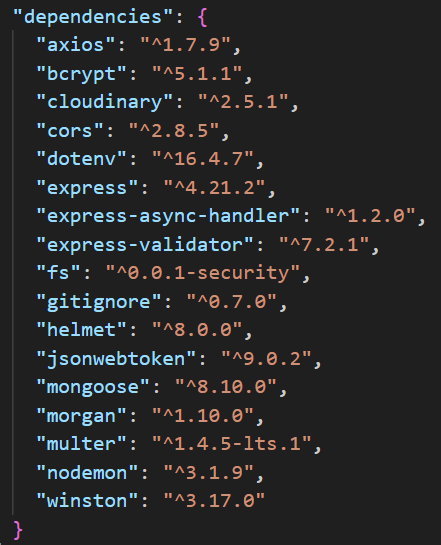 "dependencies": {
"axios": "^1.7.9",
"bcrypt": "^5.1.1",
"cloudinary": "^2.5.1",
"cors": "^2.8.5",
"dotenv": "^16.4.7",
"express": "^4.21.2",
"express-async-handler": "^1.2.0",
"express-validator": "^7.2.1",
"fs": "^0.0.1-security",
"gitignore": "^0.7.0",
"helmet": "^8.0.0",
"jsonwebtoken": "^9.0.2",
"mongoose": "^8.10.0",
"morgan": "^1.10.0",
"multer": "^1.4.5-lts.1",
"nodemon": "^3.1.9",
"winston": "^3.17.0"
}